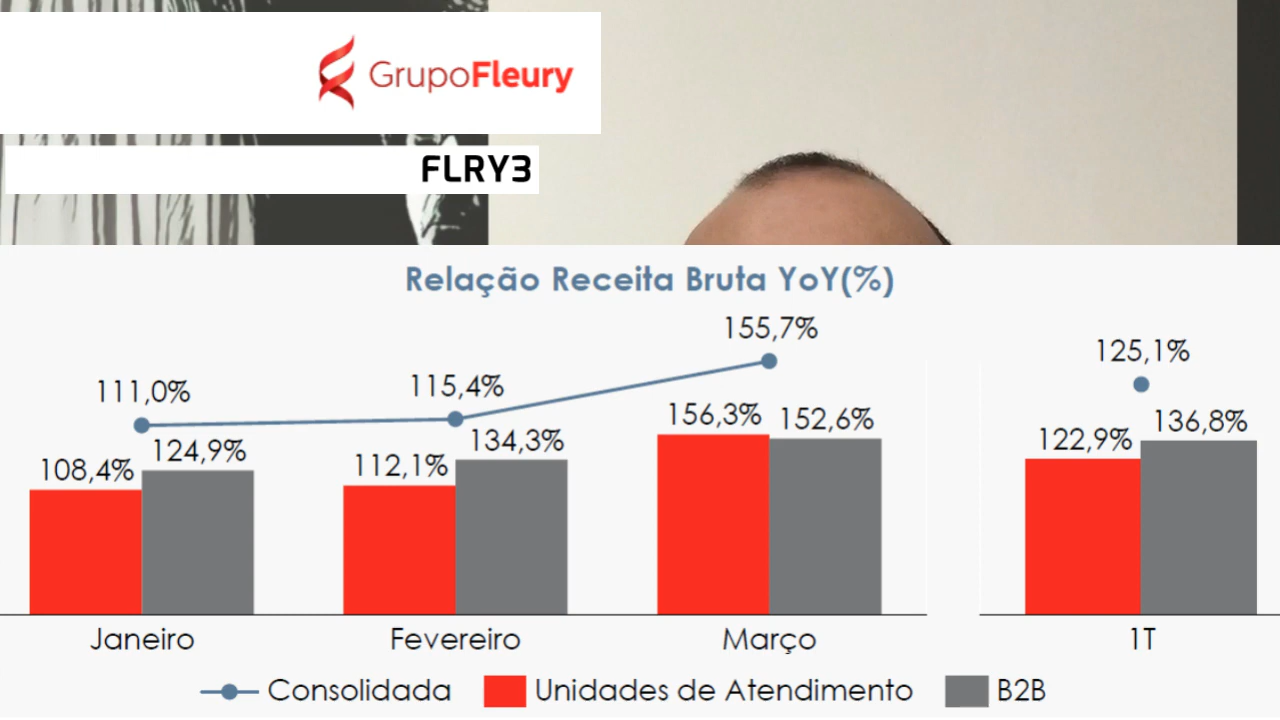 GrupoFleury
FLRY3
Relação Receita Bruta YoY(%)
155,7%
125,1%
111,0%
115,4%
156,3%
152,6%
136,8%
122,9%
134,3%
124,9%
112,1%
108,4%
Janeiro
Fevereiro
Março
1T
Consolidada
Unidades de Atendimento
B2B